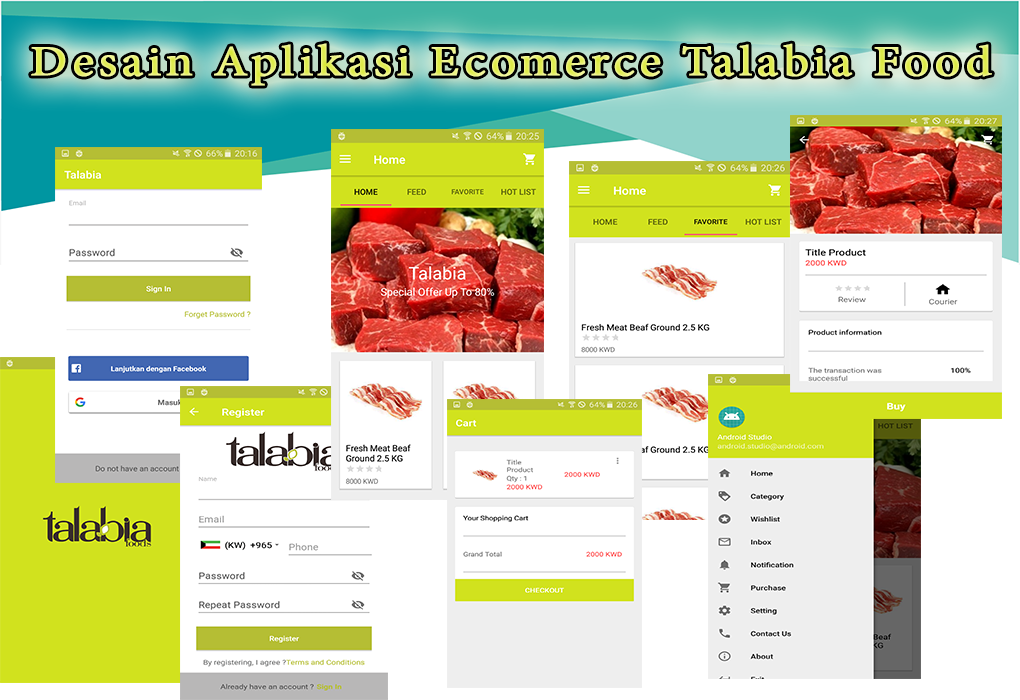 Desain Aplikasi Ecomerce Talabia Food
66% 20:16
Talabia
Email
Password
Sign In
Forget Password ?
Lanjutkan dengan Facebook
Masuk
Do not have an account
talabia
foods
Register
talabia
foo
Name
Email
(KW) +965
Phone
Password
Repeat Password
Register
By registering, I agree ?Terms and Conditions
Already have an account ? Sign In
64% 20:25
Home
HOME FEED FAVORITE HOT LIST
Talabia
Special Offer Up To 80%
Fresh Meat Beaf
Ground 2.5 KG
8000 KWD
64% 20:26
Cart
Title
Product
Qty : 1
2000 KWD
2000 KWD
Your Shopping Cart
Grand Total 2000 KWD
CHECKOUT
64% 20:26
Home
HOME FEED FAVORITE HOT LIST
Fresh Meat Beaf Ground 2.5 KG
8000 KWD
af Ground 2.5 KG
64% 20:27
Title Product
2000 KWD
Review
Courier
Product information
The transaction was
successful
100%
Buy
Android Studio
android.studio@android.com
Home
Category
Wishlist
Inbox
Notification
Purchase
Setting
Contact Us
About
HOT LIST
Beaf
KG